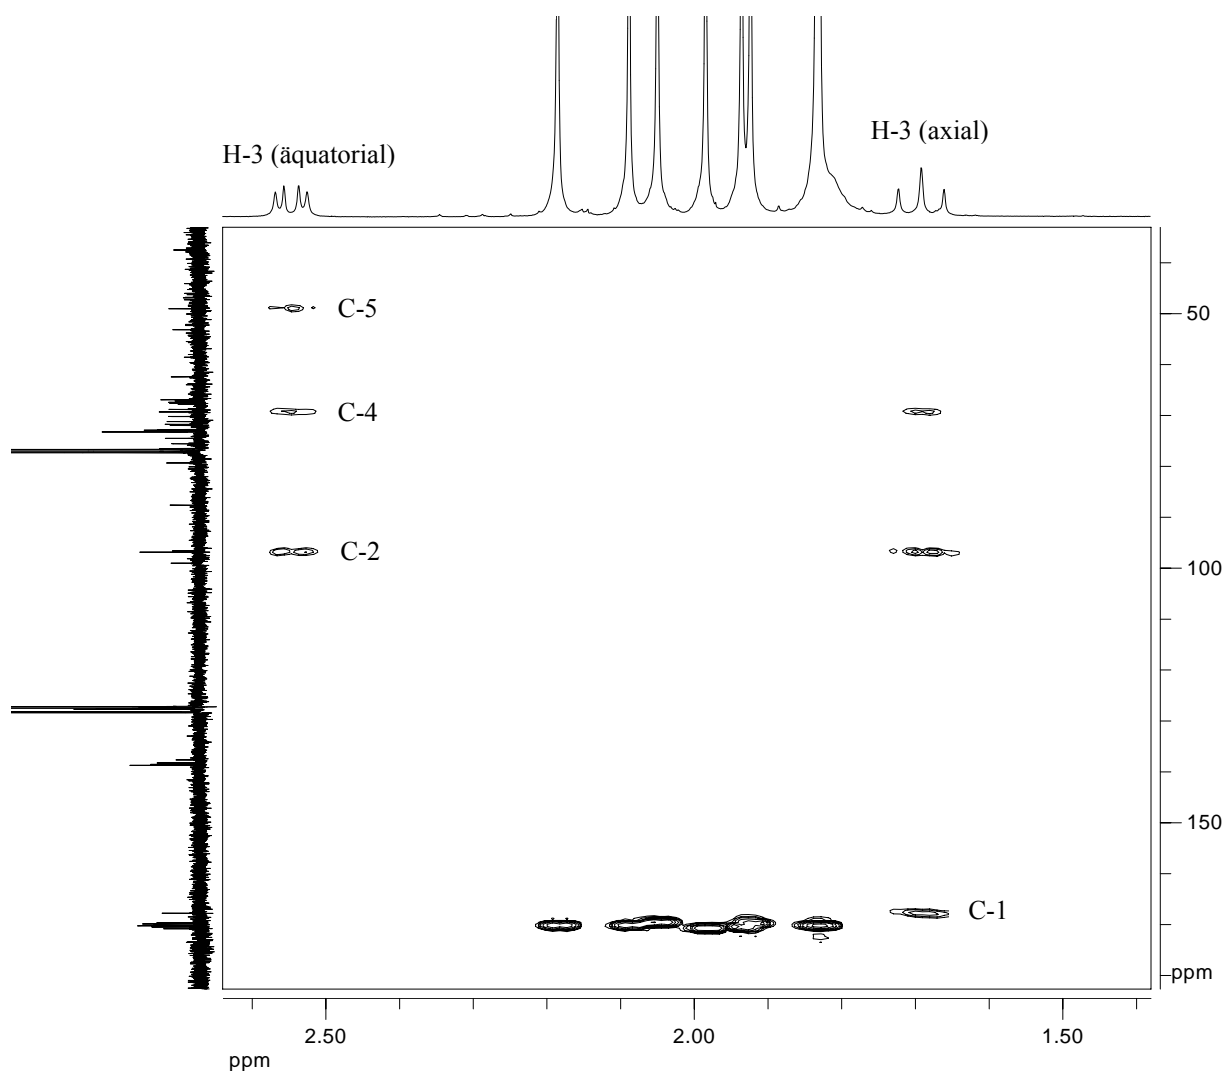 H-3 (axial)
H-3 (äquatorial)
C-5
50
C-4
C-2
100
150
C-1
ppm
2.50
2.00
1.50
ppm